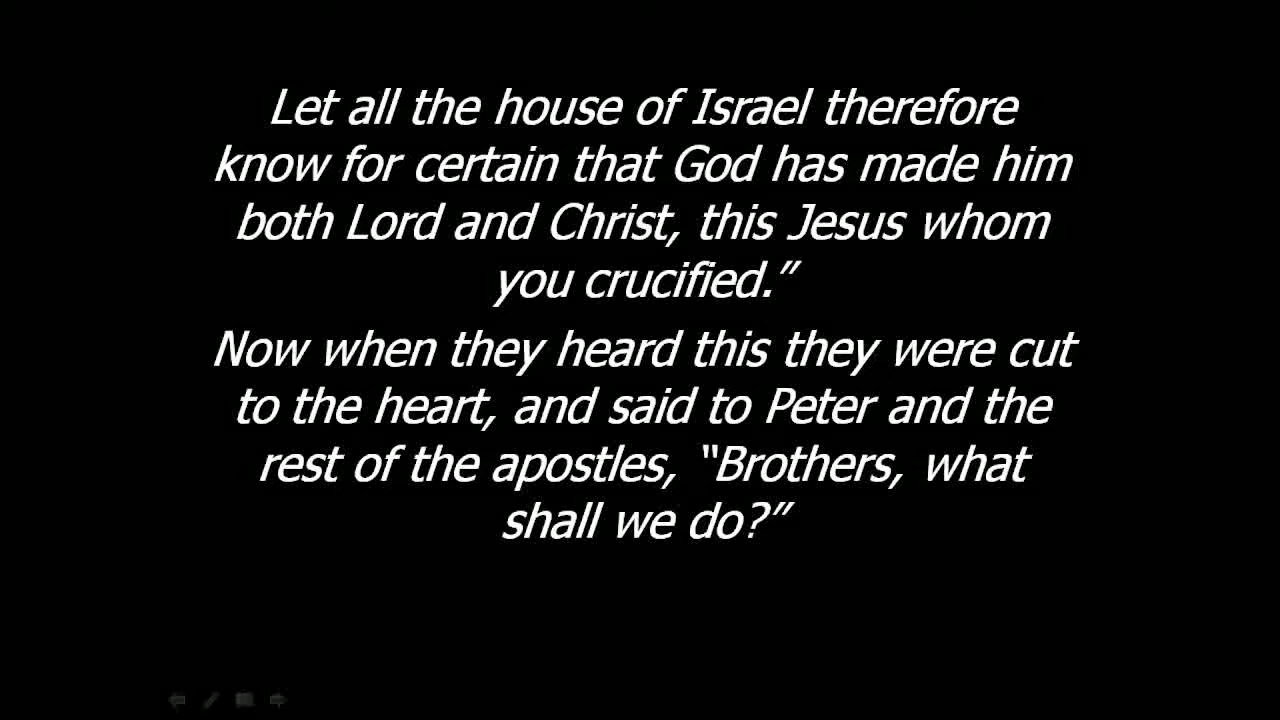 Let all the house of Israel therefore
know for certain that God has made him
both Lord and Christ, this Jesus whom
you crucified.”
Now when they heard this they were cut
to the heart, and said to Peter and the
rest of the apostles, “Brothers, what
shall we do?”